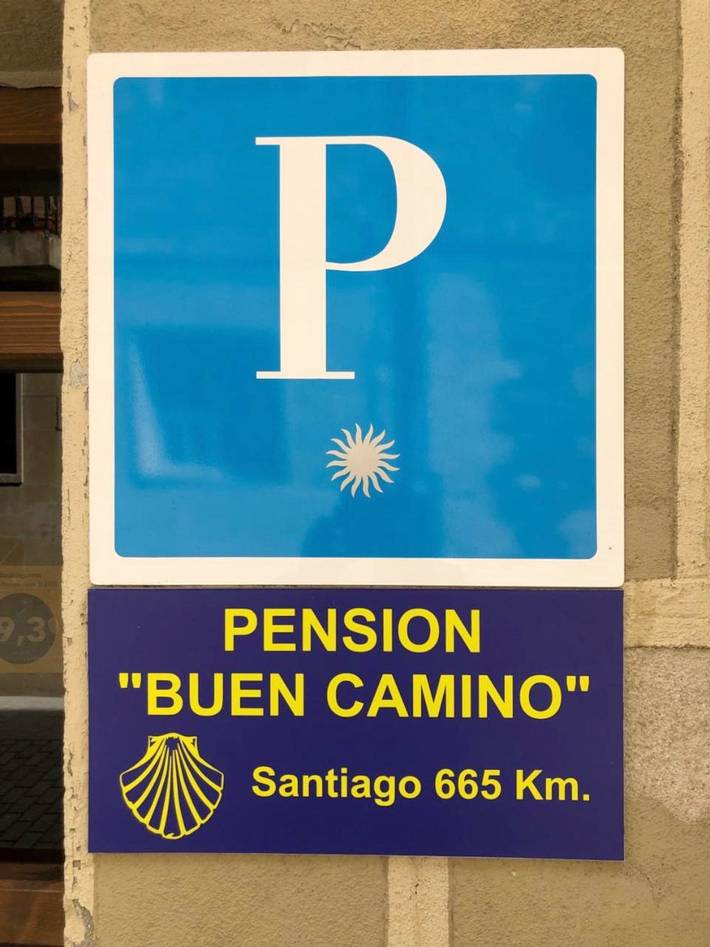 P
PENSION
"BUEN CAMINO"
Santiago 665 Km.